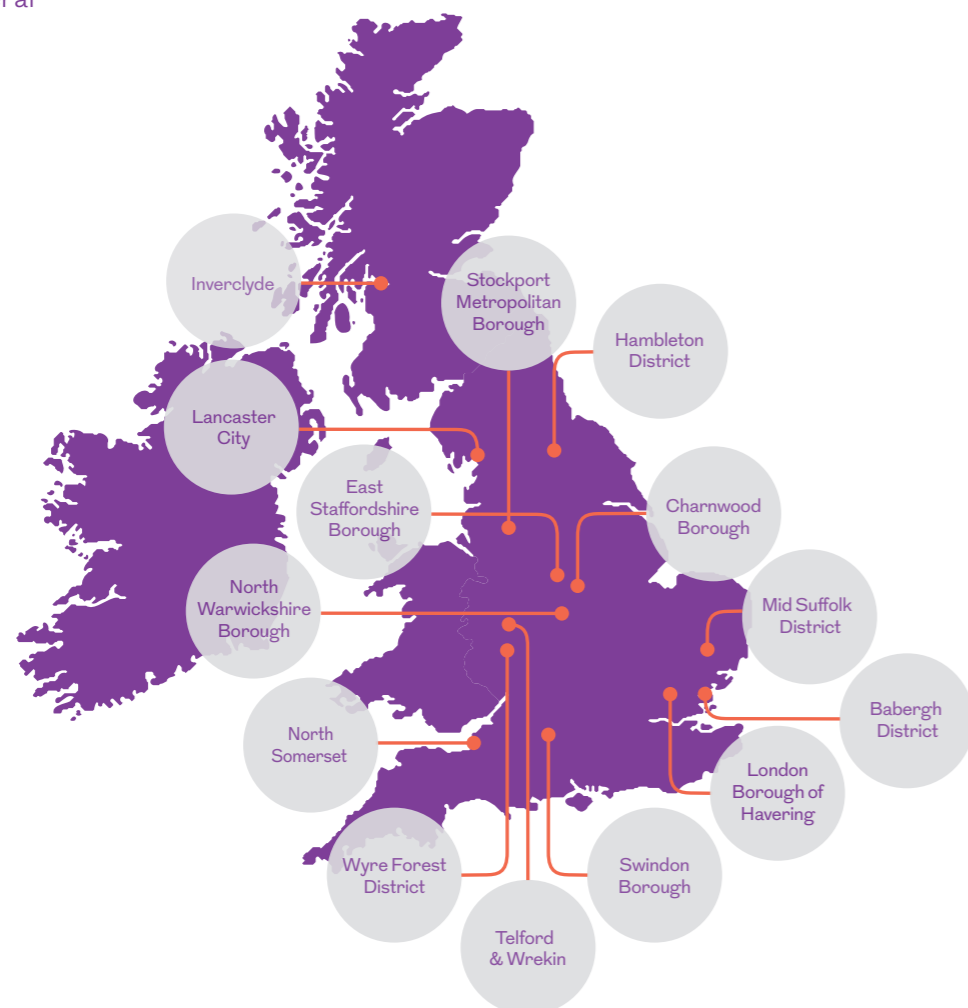 Inverclyde
Stockport
Metropolitan
Borough
Hambleton
District
Lancaster
City
East
Staffordshire
Borough
Charnwood
Borough
North
Warwickshire
Borough
Mid Suffolk
District
Babergh
District
North
Somerset
London
Borough of
Havering
Wyre Forest
District
Swindon
Borough
Telford
& Wrekin